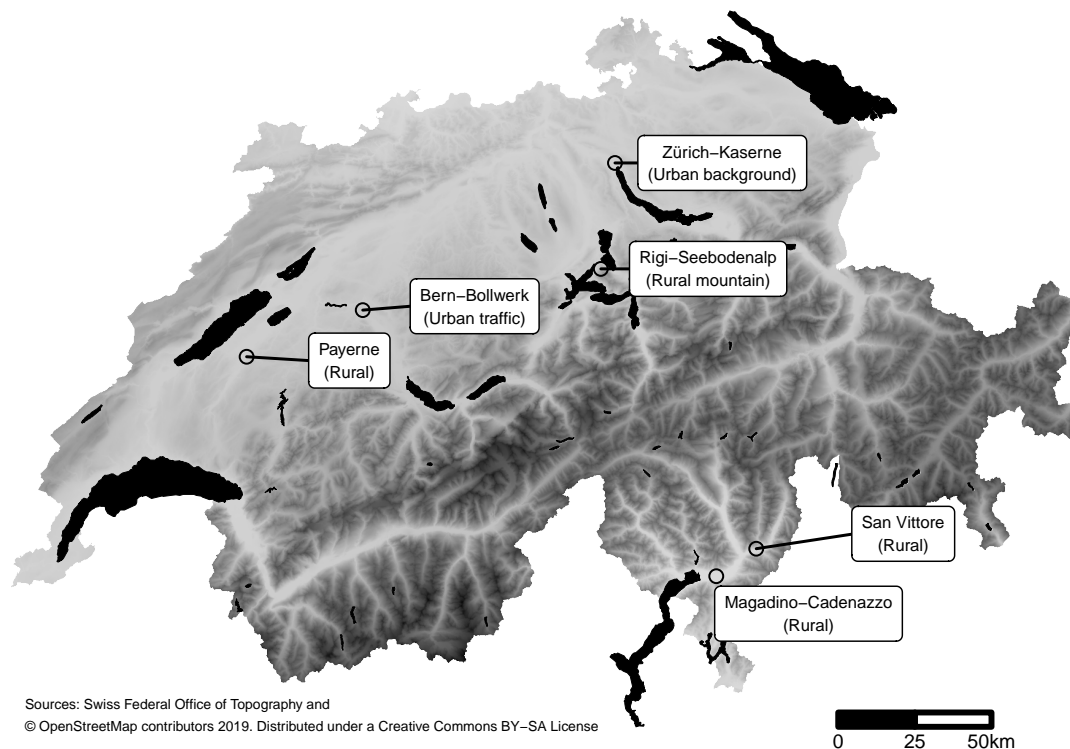 Zürich−Kaserne
(Urban background)
Rigi−Seebodenalp
(Rural mountain)
Bern−Bollwerk
(Urban traffic)
Payerne
(Rural)
San Vittore
(Rural)
Magadino−Cadenazzo
(Rural)
Sources: Swiss Federal Office of Topography and
© OpenStreetMap contributors 2019. Distributed under a Creative Commons BY−SA License
0 25 50km